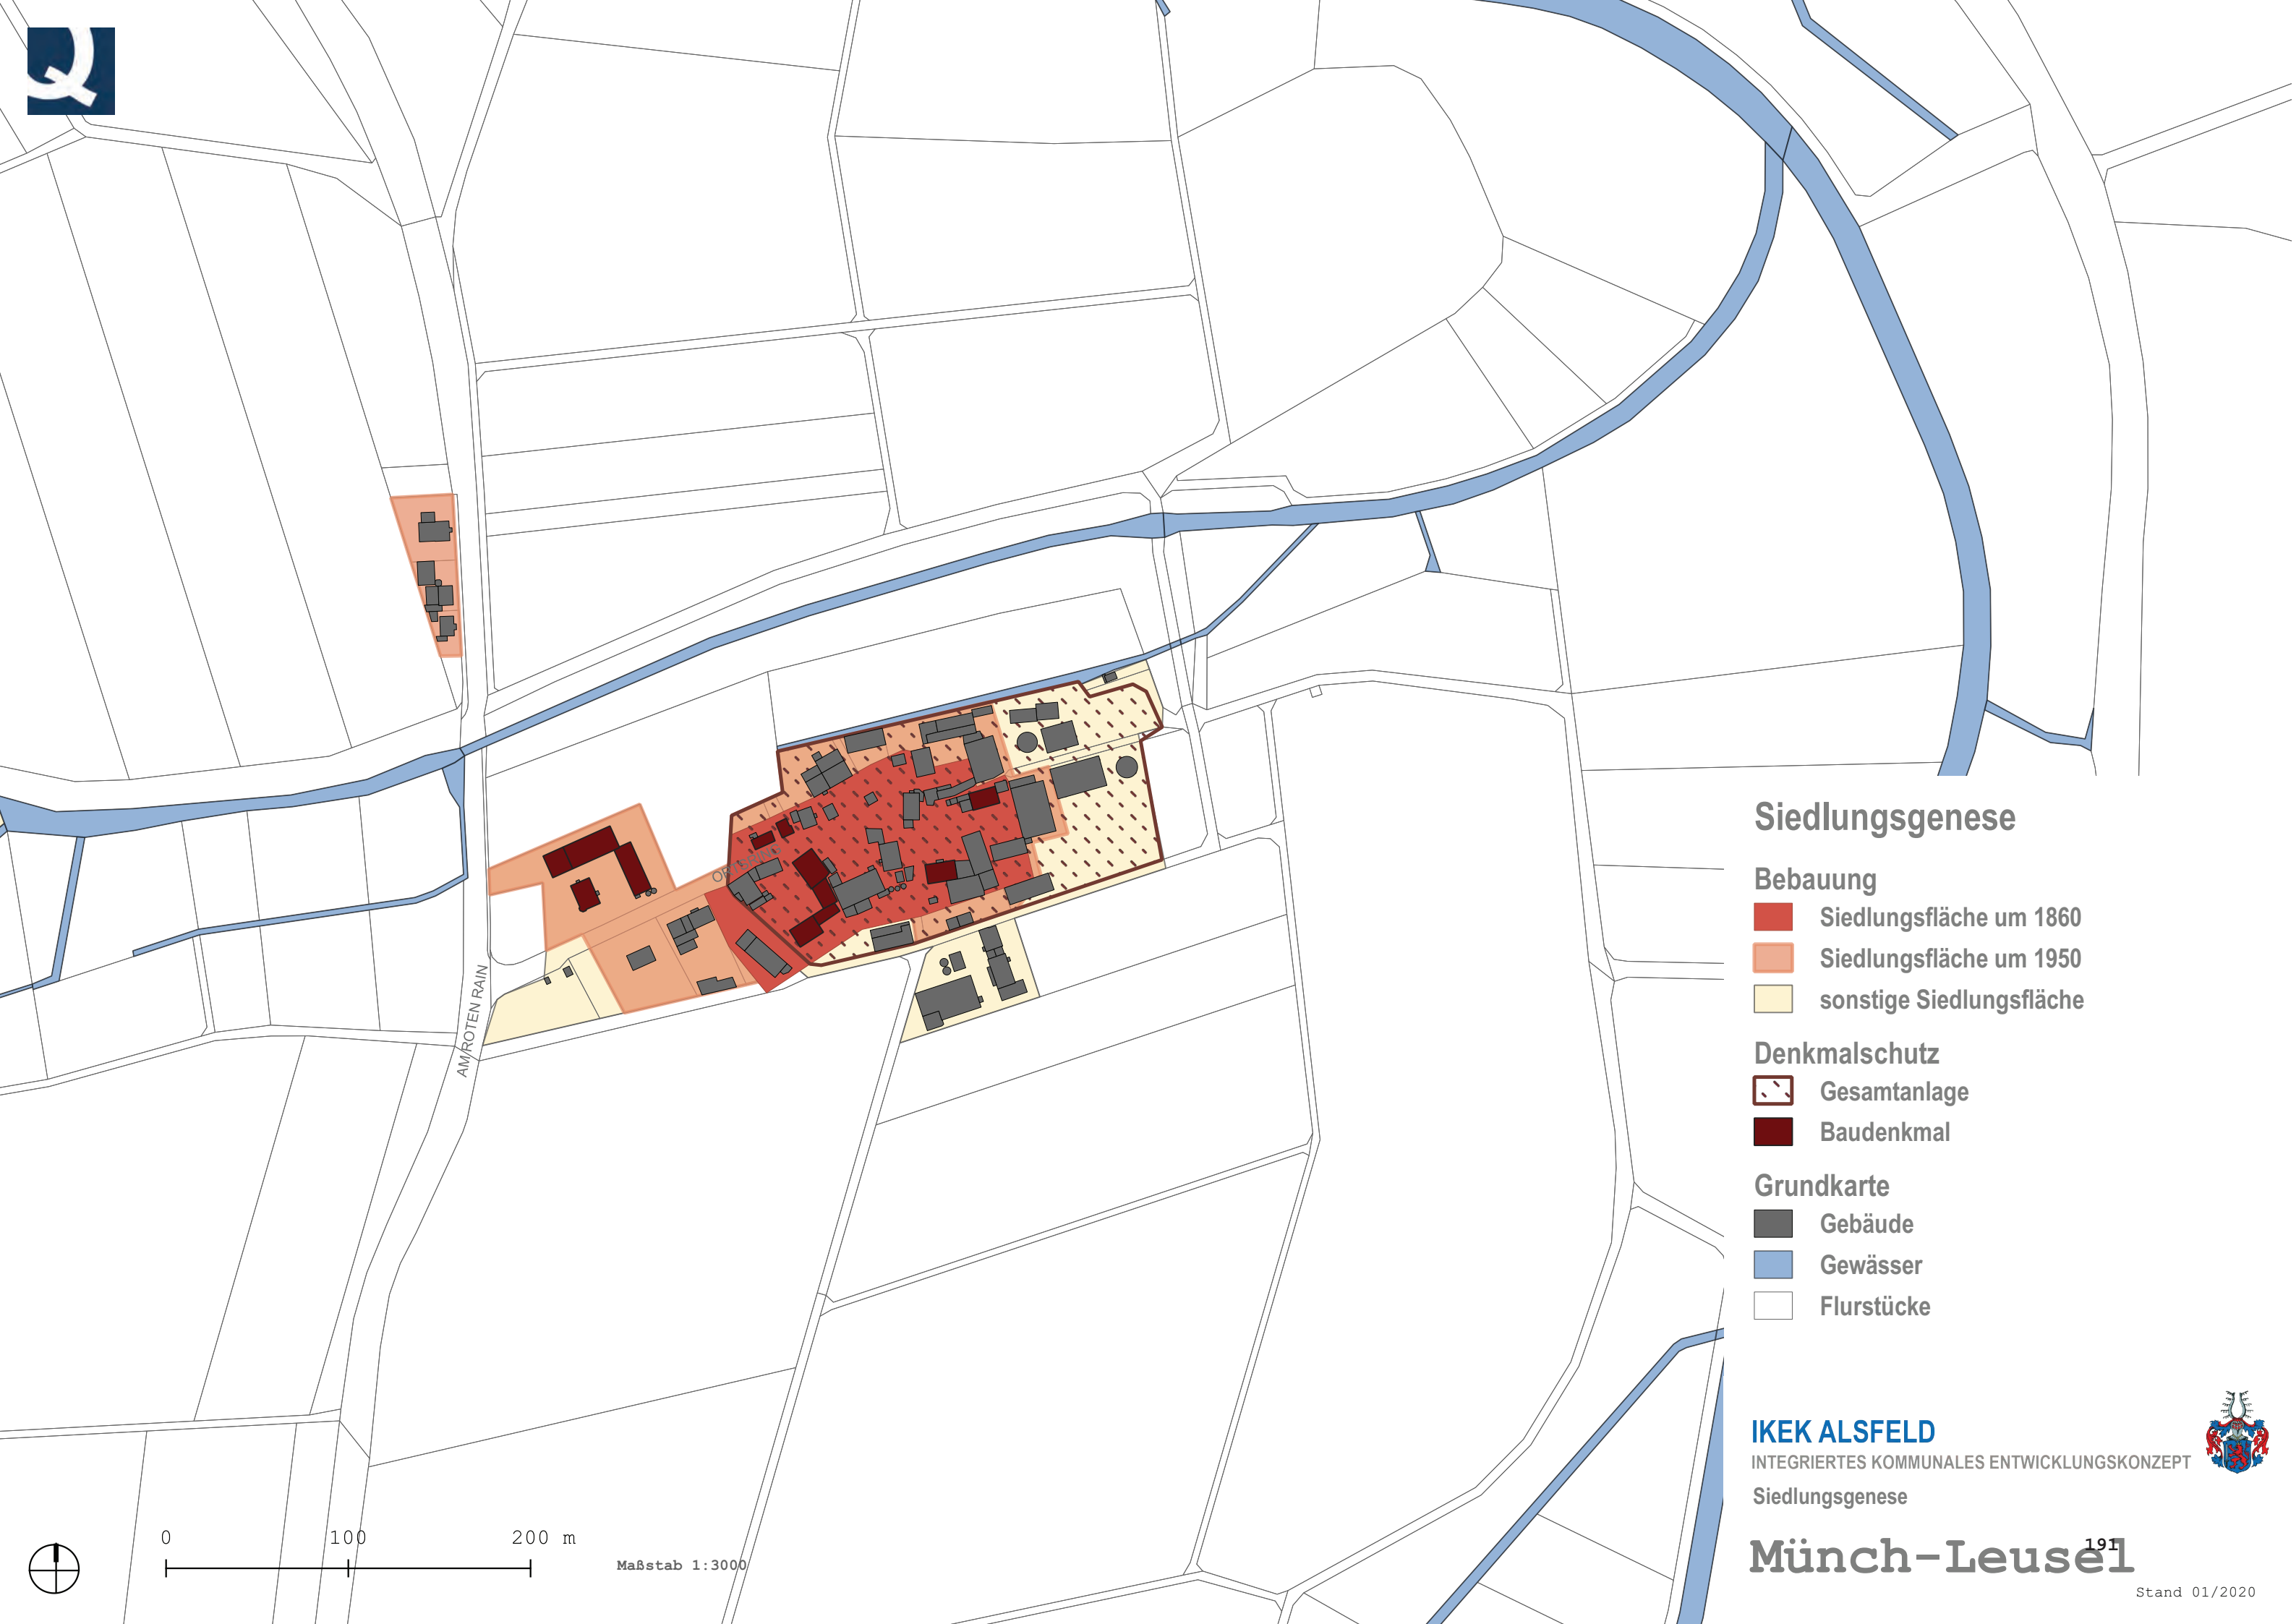 ORTSRING
AM ROTEN RAIN
Siedlungsgenese
Bebauung
Siedlungsfläche um 1860
Siedlungsfläche um 1950
sonstige Siedlungsfläche
Denkmalschutz
Gesamtanlage
Baudenkmal
Grundkarte
Gebäude
Gewässer
Flurstücke
IKEK ALSFELD
INTEGRIERTES KOMMUNALES ENTWICKLUNGSKONZEPT
Siedlungsgenese
191
Münch-Leusel
Stand 01/2020
0 100 200 m
Maßstab 1:3000